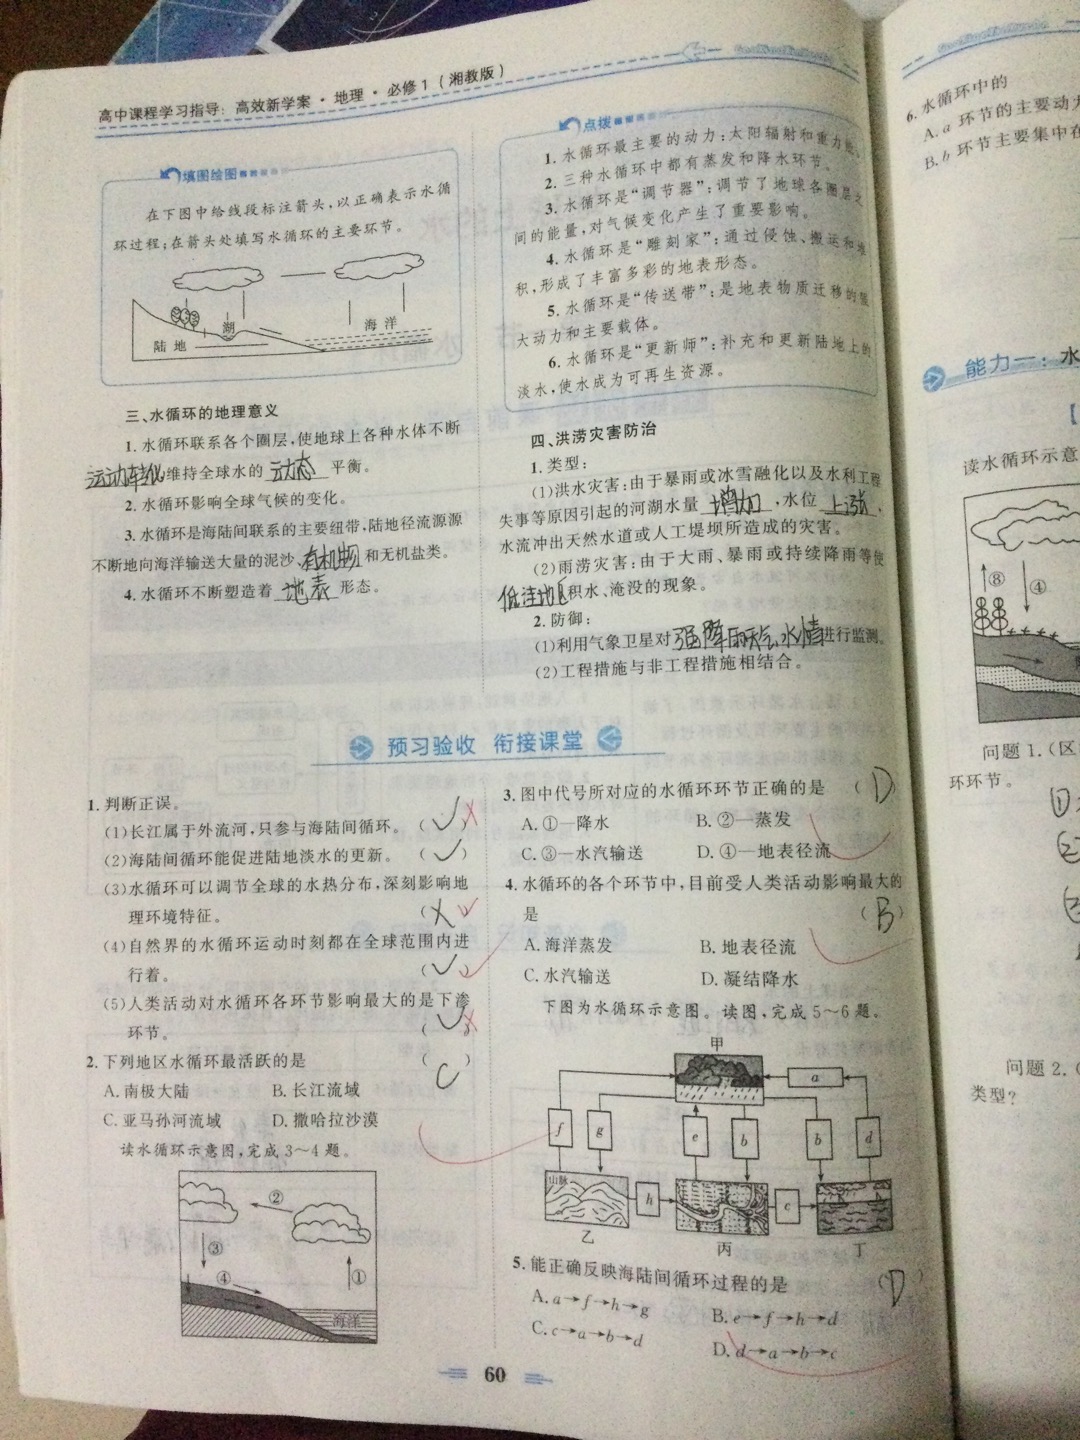 高中课程学习指导：高效新学案·地理·必修1（湘教版）
填图绘图
在下图中给线段标注箭头，以正确表示水循
环过程；在箭头处填写水循环的主要环节。
湖
海洋
陆地
三、水循环的地理意义
1.水循环联系各个圈层，使地球上各种水体不断
运动转化维持全球水的 动态 平衡。
2.水循环影响全球气候的变化。
3.水循环是海陆间联系的主要纽带，陆地径流源源
不断地向海洋输送大量的泥沙、有机物和无机盐类。
4.水循环不断塑造着 地表 形态。
点拨
1.水循环最主要的动力：太阳辐射和重力能。
2.三种水循环中都有蒸发和降水环节。
3.水循环是“调节器”：调节了地球各圈层之
间的能量，对气候变化产生了重要影响。
4.水循环是“雕刻家”：通过侵蚀、搬运和堆
积，形成了丰富多彩的地表形态。
5.水循环是“传送带”：是地表物质迁移的强
大动力和主要载体。
6.水循环是“更新师”：补充和更新陆地上的
淡水，使水成为可再生资源。
四、洪涝灾害防治
1.类型：
(1)洪水灾害：由于暴雨或冰雪融化以及水利工程
失事等原因引起的河湖水量 增加 ，水位 上涨 ，
水流冲出天然水道或人工堤坝所造成的灾害。
(2)雨涝灾害：由于大雨、暴雨或持续降雨等使
低洼地区积水、淹没的现象。
2.防御：
(1)利用气象卫星对强降雨天气、水情进行监测。
(2)工程措施与非工程措施相结合。
预习验收 衔接课堂
1.判断正误。
(1)长江属于外流河，只参与海陆间循环。 (√)×
(2)海陆间循环能促进陆地淡水的更新。 (√)
(3)水循环可以调节全球的水热分布，深刻影响地
理环境特征。 (×)
(4)自然界的水循环运动时刻都在全球范围内进
行着。 (√)
(5)人类活动对水循环各环节影响最大的是下渗
环节。 (√)×
2.下列地区水循环最活跃的是 ( )
C
A.南极大陆 B.长江流域
C.亚马孙河流域 D.撒哈拉沙漠
读水循环示意图，完成3～4题。
②
③
④
①
海洋
3.图中代号所对应的水循环环节正确的是 (D)
A.①—降水 B.②—蒸发
C.③—水汽输送 D.④—地表径流
4.水循环的各个环节中，目前受人类活动影响最大的
是 (B)
A.海洋蒸发 B.地表径流
C.水汽输送 D.凝结降水
下图为水循环示意图。读图，完成5～6题。
甲
a
f g e b b d
山脉
h
c
乙 丙 丁
5.能正确反映海陆间循环过程的是 (D)
A.a→f→h→g B.e→f→h→d
C.c→a→b→d D.d→a→b→c
60
6.水循环中的
A.a 环节的主要动
B.b 环节主要集中在
能力一：水
读水循环示意
⑧
④
问题1.(区
环环节。
①
问题2.
类型？